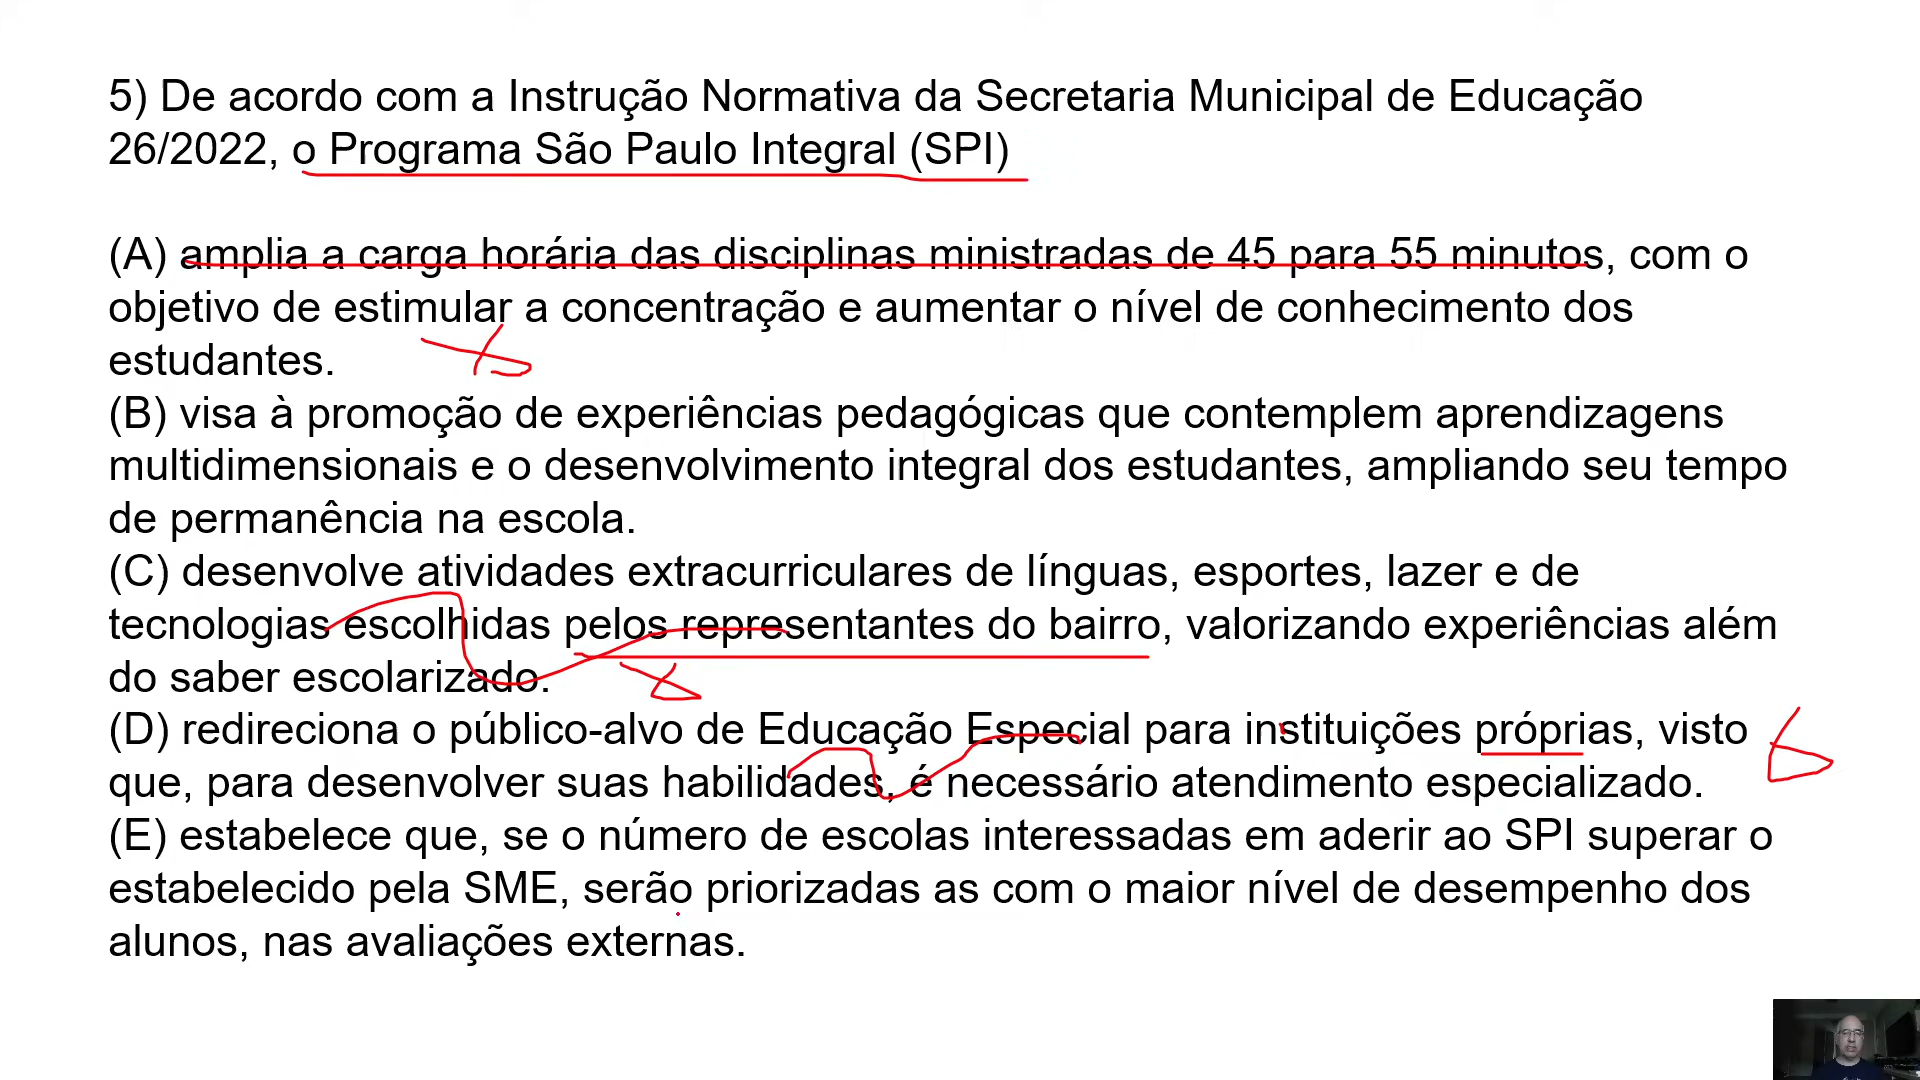 5) De acordo com a Instrução Normativa da Secretaria Municipal de Educação
26/2022, o Programa São Paulo Integral (SPI)
(A) amplia a carga horária das disciplinas ministradas de 45 para 55 minutos, com o
objetivo de estimular a concentração e aumentar o nível de conhecimento dos
estudantes.
(B) visa à promoção de experiências pedagógicas que contemplem aprendizagens
multidimensionais e o desenvolvimento integral dos estudantes, ampliando seu tempo
de permanência na escola.
(C) desenvolve atividades extracurriculares de línguas, esportes, lazer e de
tecnologias escolhidas pelos representantes do bairro, valorizando experiências além
do saber escolarizado.
(D) redireciona o público-alvo de Educação Especial para instituições próprias, visto
que, para desenvolver suas habilidades, é necessário atendimento especializado.
(E) estabelece que, se o número de escolas interessadas em aderir ao SPI superar o
estabelecido pela SME, serão priorizadas as com o maior nível de desempenho dos
alunos, nas avaliações externas.